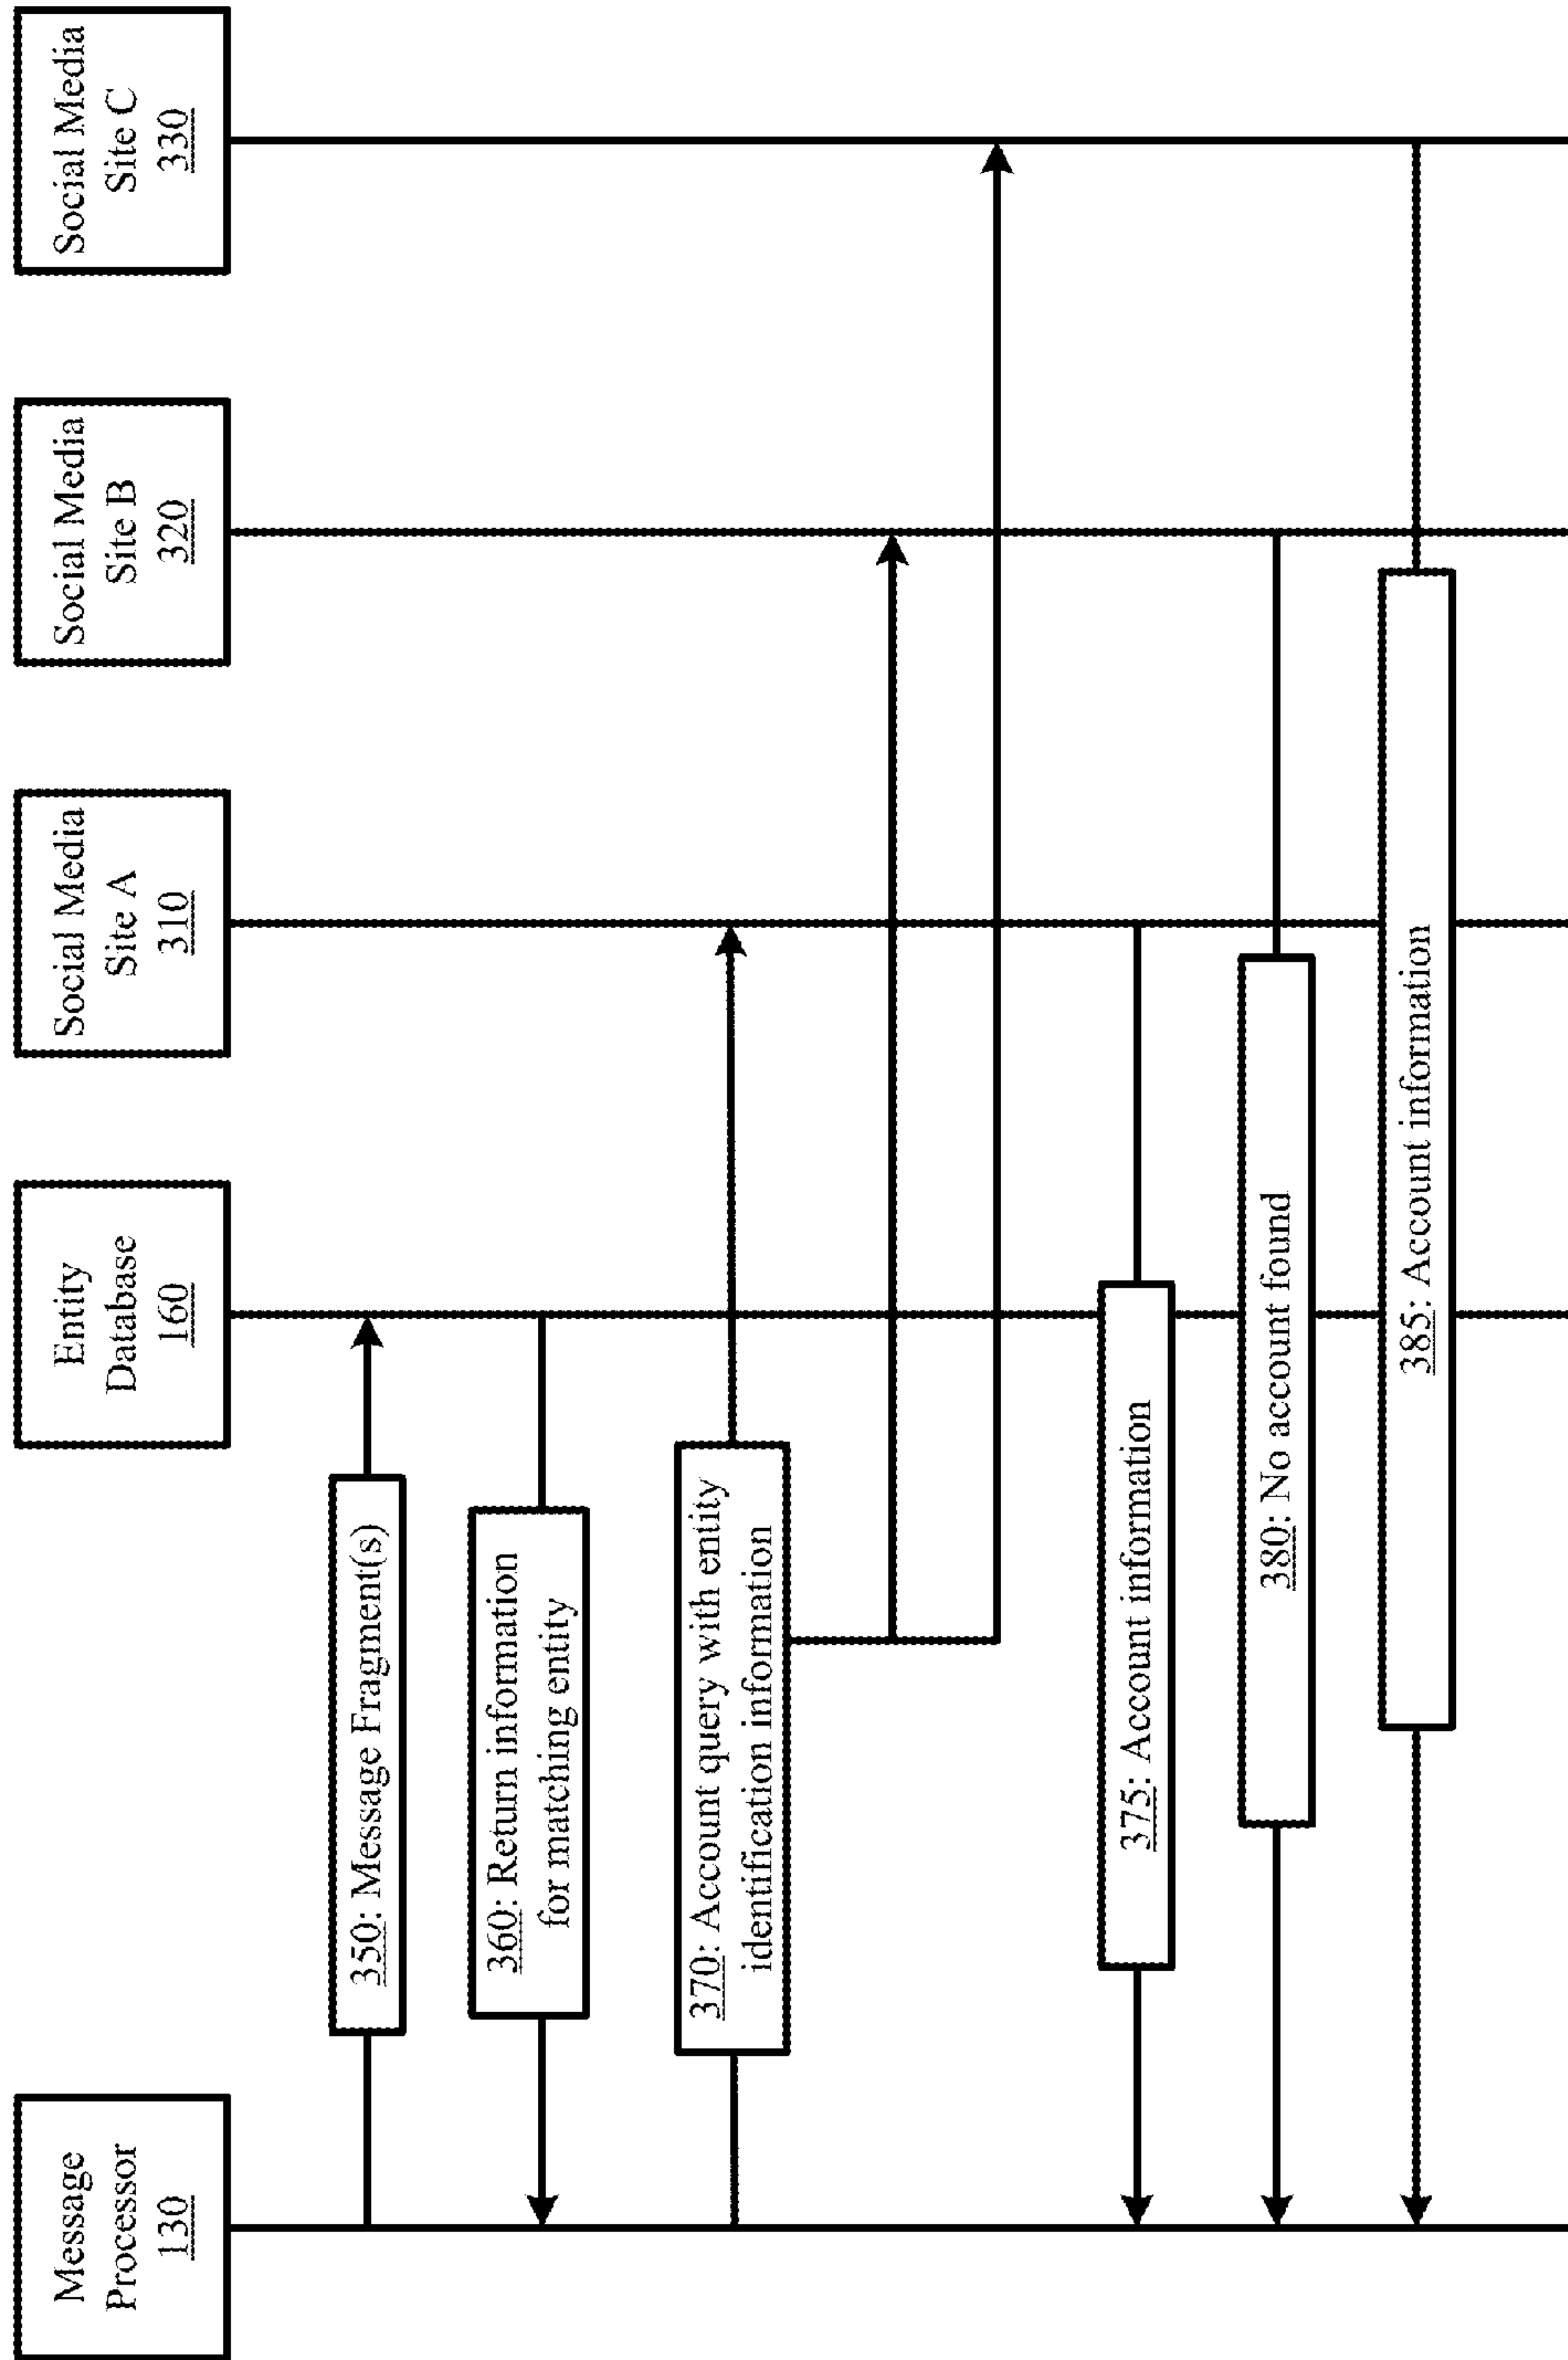 Message
Processor
130
Entity
Database
160
Social Media
Site A
310
Social Media
Site B
320
Social Media
Site C
330
350: Message Fragment(s)
360: Return information
for matching entity
370: Account query with entity
identification information
375: Account information
380: No account found
385: Account information